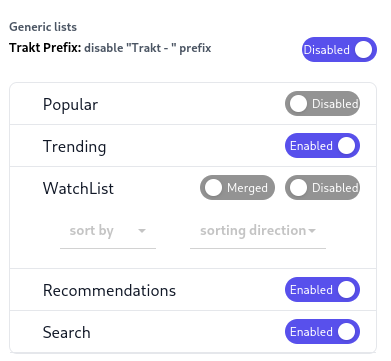 Generic lists
Trakt Prefix: disable "Trakt - " prefix
Disabled
Popular
Disabled
Trending
Enabled
WatchList
Merged
Disabled
sort by
sorting direction
Recommendations
Enabled
Search
Enabled